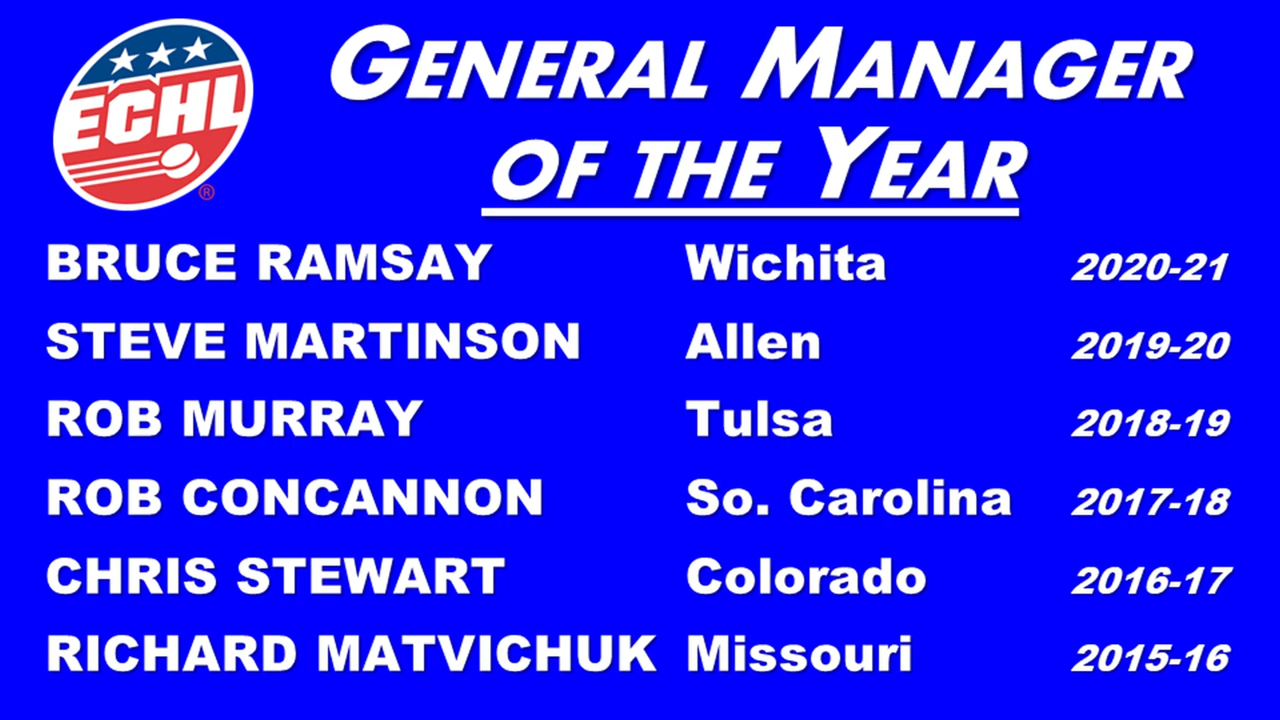 ECHL
®
GENERAL MANAGER
OF THE YEAR
BRUCE RAMSAY Wichita 2020-21
STEVE MARTINSON Allen 2019-20
ROB MURRAY Tulsa 2018-19
ROB CONCANNON So. Carolina 2017-18
CHRIS STEWART Colorado 2016-17
RICHARD MATVICHUK Missouri 2015-16